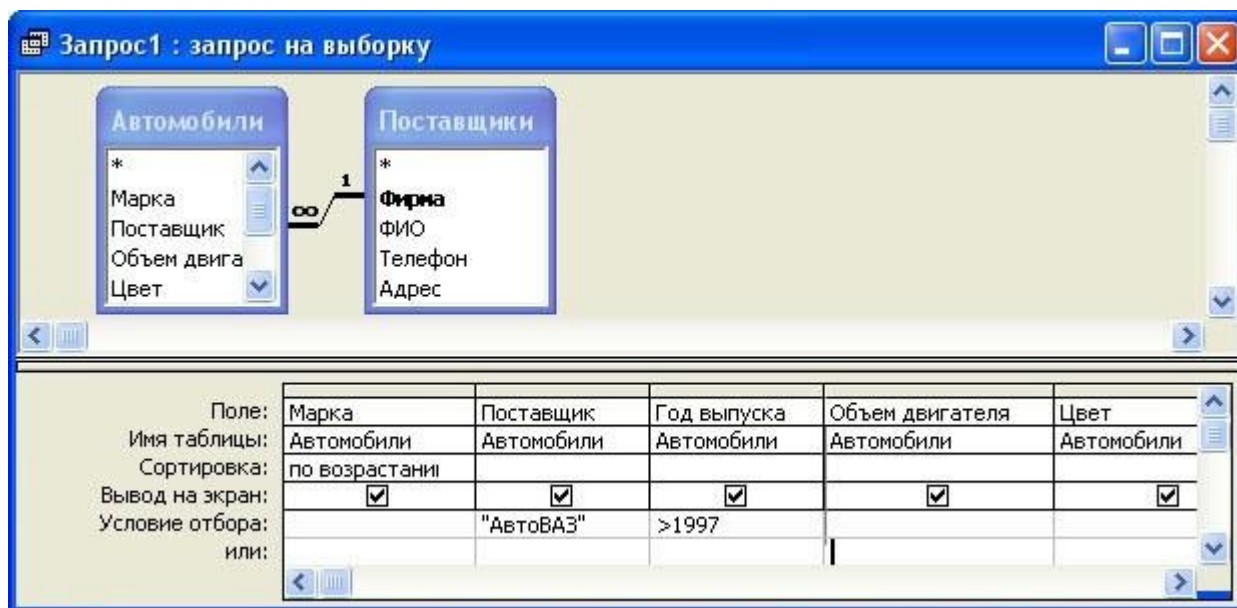 Запрос1 : запрос на выборку
Автомобили Поставщики
* *
Марка 1 Фирма
Поставщик ∞ ФИО
Объем двига Телефон
Цвет Адрес
Поле: Марка Поставщик Год выпуска Объем двигателя Цвет
Имя таблицы: Автомобили Автомобили Автомобили Автомобили Автомобили
Сортировка: по возрастани
Вывод на экран:
Условие отбора: "АвтоВАЗ" >1997
или: